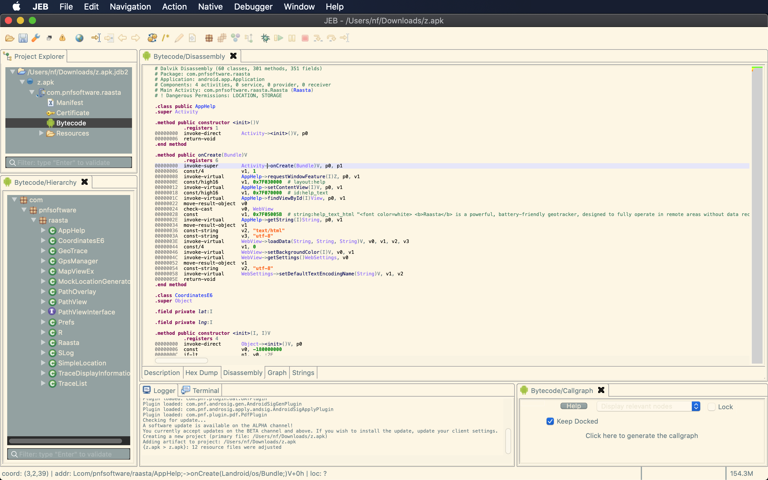 JEB File Edit Navigation Action Native Debugger Window Help
JEB - /Users/nf/Downloads/z.apk
Project Explorer
/Users/nf/Downloads/z.apk.jdb2
z.apk
com.pnfsoftware.raasta
Manifest
Certificate
Bytecode
Resources
Filter: type "Enter" to validate
Bytecode/Hierarchy
com
pnfsoftware
raasta
AppHelp
CoordinatesE6
GeoTrace
GpsManager
MapViewEx
MockLocationGenerato
PathOverlay
PathView
PathViewInterface
Prefs
R
Raasta
SLog
SimpleLocation
TraceDisplayInformatio
TraceList
Filter: type "Enter" to validate
Bytecode/Disassembly
# Dalvik Disassembly (60 classes, 301 methods, 351 fields)
# Package: com.pnfsoftware.raasta
# Application: android.app.Application
# Components: 4 activities, 0 service, 0 provider, 0 receiver
# Main Activity: com.pnfsoftware.raasta.Raasta (Raasta)
# ! Dangerous Permissions: LOCATION, STORAGE
.class public AppHelp
.super Activity
.method public constructor <init>()V
.registers 1
00000000 invoke-direct Activity-><init>()V, p0
00000006 return-void
.end method
.method public onCreate(Bundle)V
.registers 6
00000000 invoke-super Activity->onCreate(Bundle)V, p0, p1
00000006 const/4 v1, 1
00000008 invoke-virtual AppHelp->requestWindowFeature(I)Z, p0, v1
0000000E const/high16 v1, 0x7F030000 # layout:help
00000012 invoke-virtual AppHelp->setContentView(I)V, p0, v1
00000018 const/high16 v1, 0x7F070000 # id:help_text
0000001C invoke-virtual AppHelp->findViewById(I)View, p0, v1
00000022 move-result-object v0
00000024 check-cast v0, WebView
00000028 const v1, 0x7F050058 # string:help_text_html "<font color=white> <b>Raasta</b> is a powerful, battery-friendly geotracker, designed to fully operate in remote areas without data rec
0000002E invoke-virtual AppHelp->getString(I)String, p0, v1
00000034 move-result-object v1
00000036 const-string v2, "text/html"
0000003A const-string v3, "utf-8"
0000003E invoke-virtual WebView->loadData(String, String, String)V, v0, v1, v2, v3
00000044 const/4 v1, 0
00000046 invoke-virtual WebView->setBackgroundColor(I)V, v0, v1
0000004C invoke-virtual WebView->getSettings()WebSettings, v0
00000052 move-result-object v1
00000054 const-string v2, "utf-8"
00000058 invoke-virtual WebSettings->setDefaultTextEncodingName(String)V, v1, v2
0000005E return-void
.end method
.class CoordinatesE6
.super Object
.field private lat:I
.field private lng:I
.method public constructor <init>(I, I)V
.registers 4
00000000 invoke-direct Object-><init>()V, p0
00000006 const v0, -180000000
Description Hex Dump Disassembly Graph Strings
Logger Terminal
Plugin loaded: com.pnf.androsig.gen.AndroidSigGenPlugin
Plugin loaded: com.pnf.androsig.apply.andsig.AndroidSigApplyPlugin
Plugin loaded: com.pnf.plugin.pdf.PdfPlugin
Checking for update...
A software update is available on the ALPHA channel!
You currently accept updates on the BETA channel and above. If you wish to install the update, update your client settings.
Creating a new project (primary file: /Users/nf/Downloads/z.apk)
Adding artifact to project: /Users/nf/Downloads/z.apk
{z.apk > z.apk}: 12 resource files were adjusted
Bytecode/Callgraph
Help Lock
Keep Docked
Click here to generate the callgraph
coord: (3,2,39) | addr: Lcom/pnfsoftware/raasta/AppHelp;->onCreate(Landroid/os/Bundle;)V+0h | loc: ?
154.3M